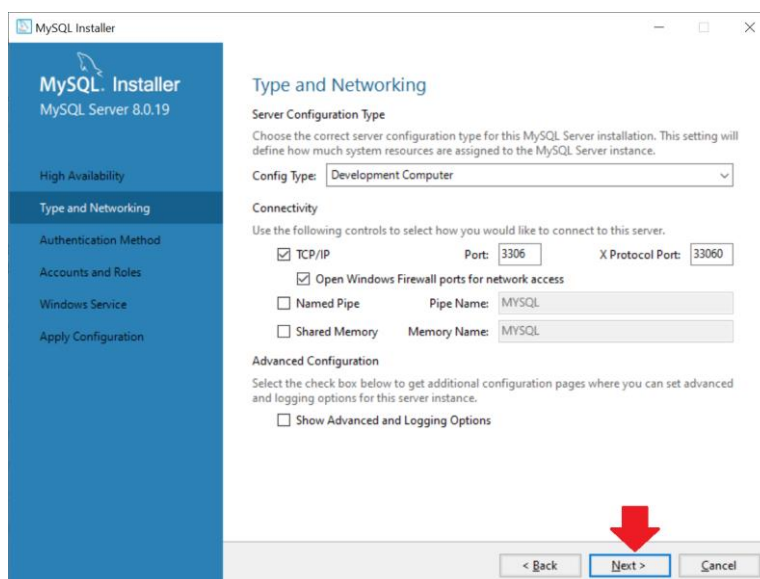 MySQL Installer
MySQL. Installer
MySQL Server 8.0.19
High Availability
Type and Networking
Authentication Method
Accounts and Roles
Windows Service
Apply Configuration
Type and Networking
Server Configuration Type
Choose the correct server configuration type for this MySQL Server installation. This setting will
define how much system resources are assigned to the MySQL Server instance.
Config Type: Development Computer
Connectivity
Use the following controls to select how you would like to connect to this server.
TCP/IP Port: 3306 X Protocol Port: 33060
Open Windows Firewall ports for network access
Named Pipe Pipe Name: MYSQL
Shared Memory Memory Name: MYSQL
Advanced Configuration
Select the check box below to get additional configuration pages where you can set advanced
and logging options for this server instance.
Show Advanced and Logging Options
< Back Next > Cancel